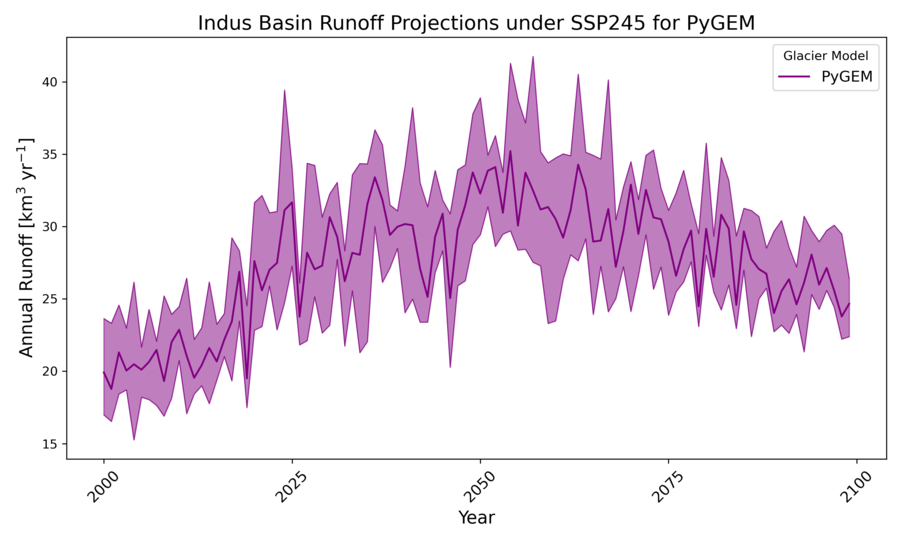 Indus Basin Runoff Projections under SSP245 for PyGEM
Glacier Model
PyGEM
Annual Runoff [km³ yr⁻¹]
40
35
30
25
20
15
2000
2025
2050
2075
2100
Year